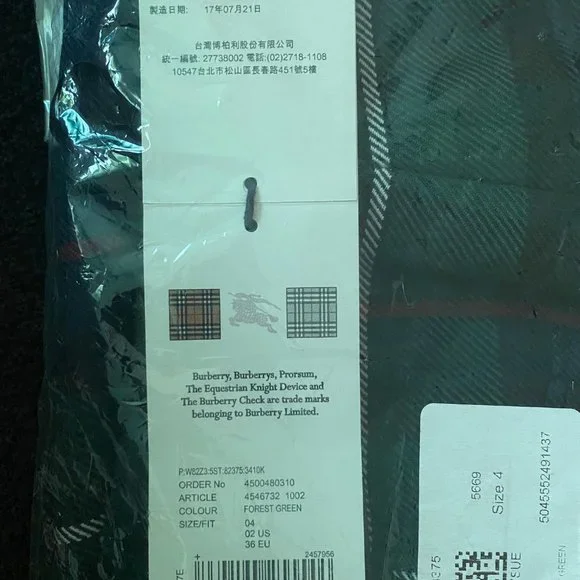 製造日期: 17年07月21日
台灣博柏利股份有限公司
統一編號: 27738002 電話:(02)2718-1108
10547台北市松山區長春路451號5樓
Burberry, Burberrys, Prorsum,
The Equestrian Knight Device and
The Burberry Check are trade marks
belonging to Burberry Limited.
P:W82Z3:5ST:82375:3410K
ORDER No 4500480310
ARTICLE 4546732 1002
COLOUR FOREST GREEN
SIZE/FIT 04
02 US
36 EU
+ 2457956
7E
5669
Size 4
5045552491437